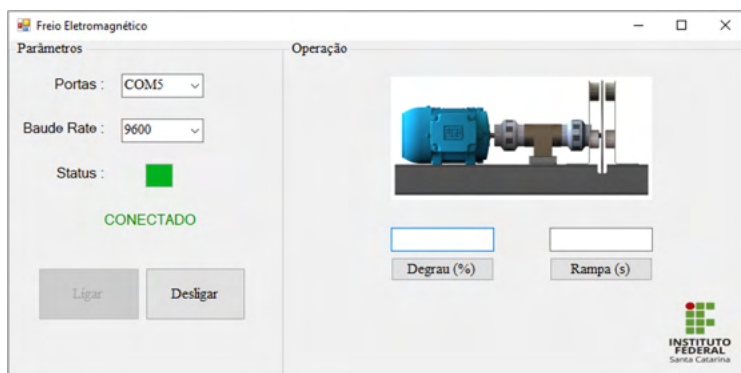 Freio Eletromagnético
Parâmetros
Portas :
COM5
Baude Rate :
9600
Status :
CONECTADO
Ligar
Desligar
Operação
Degrau (%)
Rampa (s)
INSTITUTO
FEDERAL
Santa Catarina